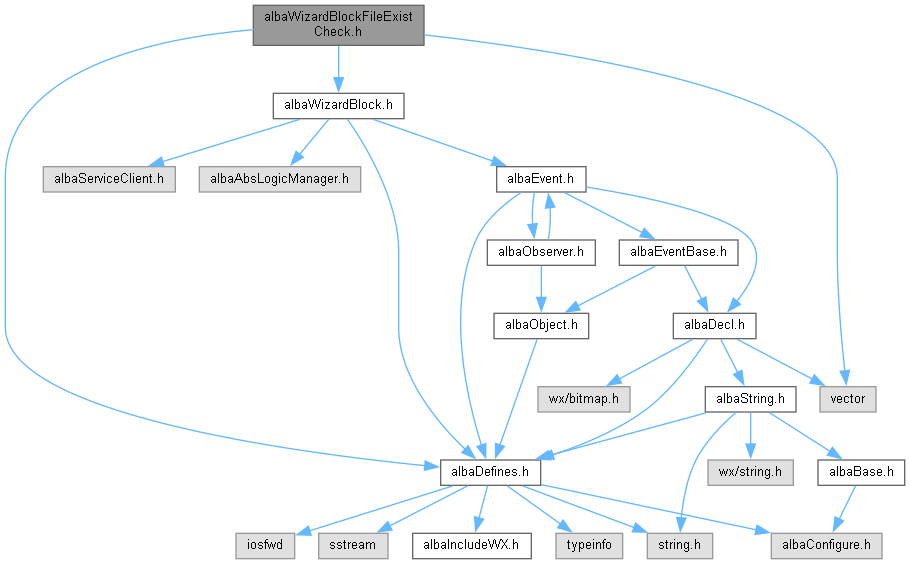 albaWizardBlockFileExist
Check.h
albaWizardBlock.h
albaServiceClient.h
albaAbsLogicManager.h
albaEvent.h
albaObserver.h
albaEventBase.h
albaObject.h
albaDecl.h
wx/bitmap.h
albaString.h
vector
albaDefines.h
wx/string.h
albaBase.h
iosfwd
sstream
albaIncludeWX.h
typeinfo
string.h
albaConfigure.h